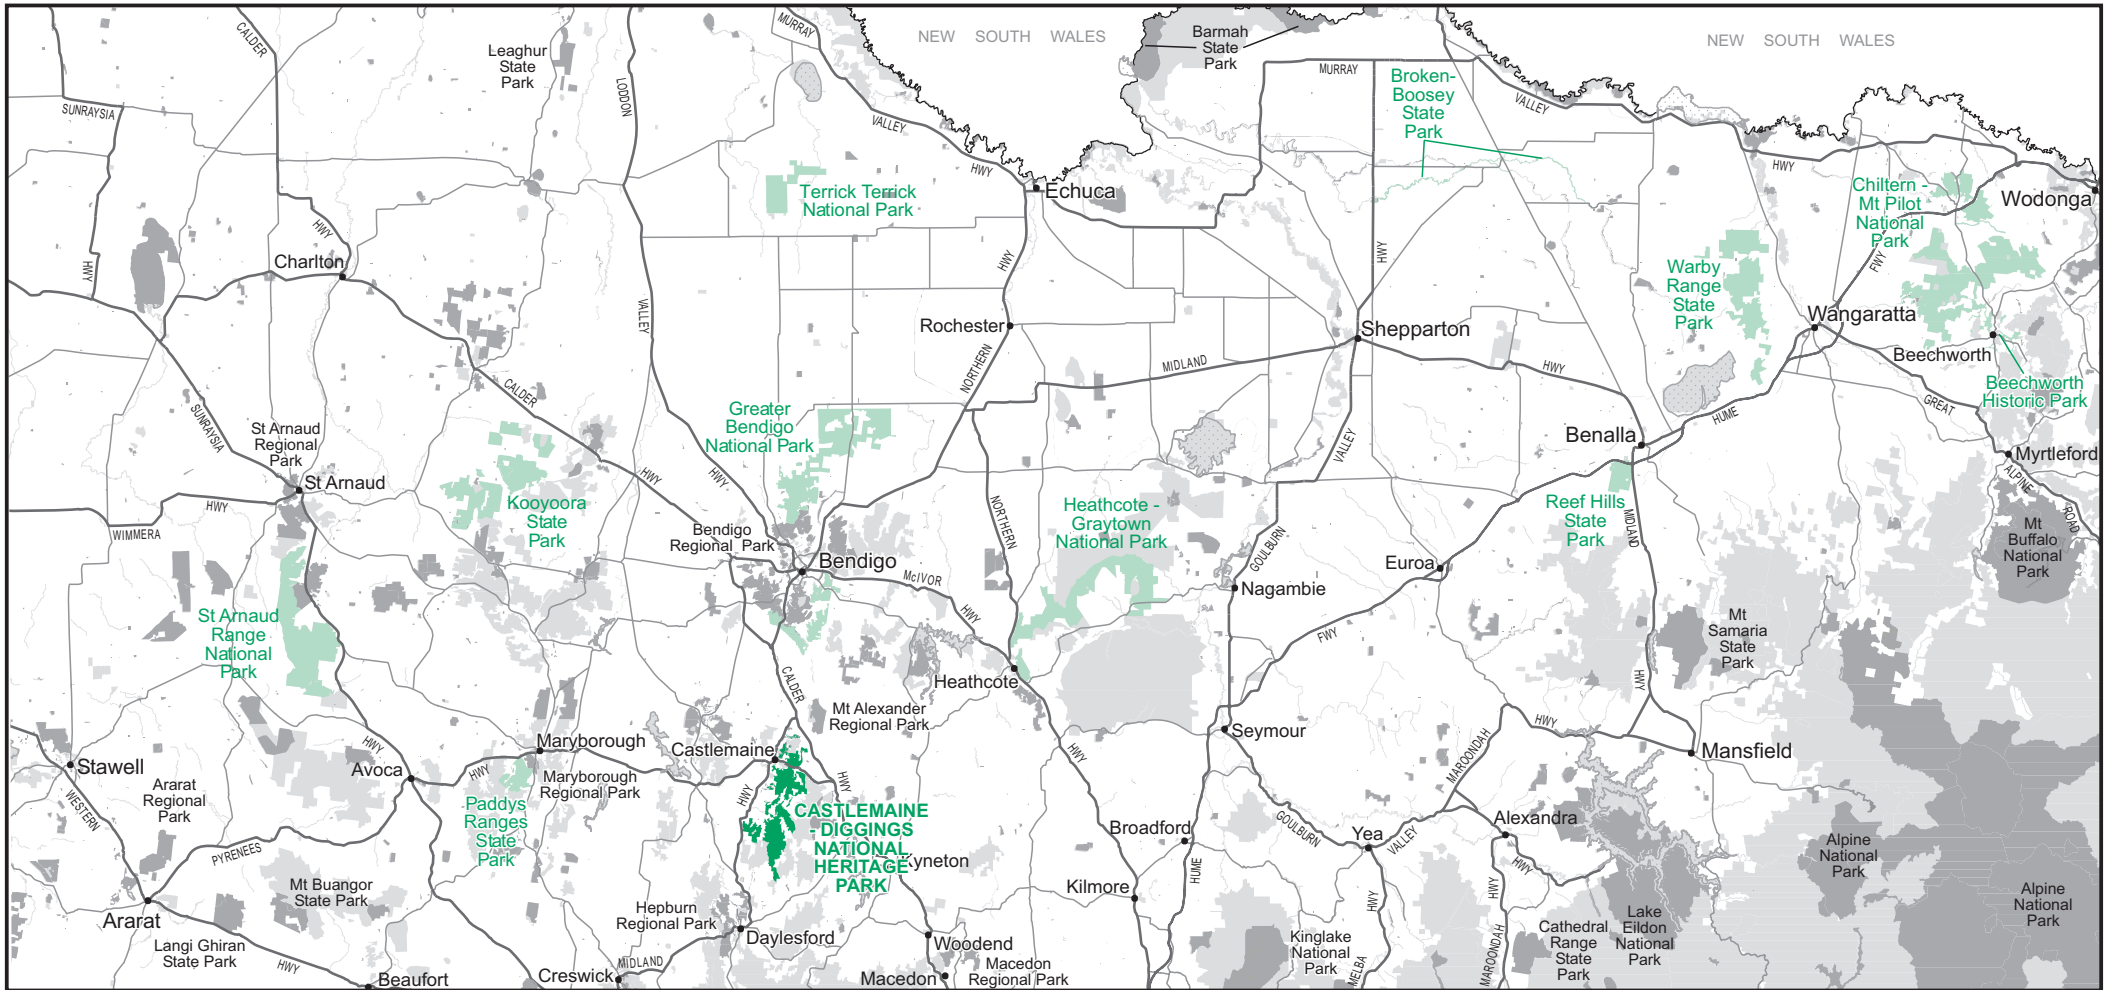 CALDER
Leaghur
State
Park
LODDON
MURRAY
NEW SOUTH WALES
Barmah
State
Park
MURRAY
NEW SOUTH WALES
Broken-
Boosey
State
Park
VALLEY
SUNRAYSIA
VALLEY
HWY
HWY
Terrick Terrick
National Park
Echuca
Chiltern -
Mt Pilot
National
Park
Wodonga
HWY
Charlton
HWY
HWY
HWY
FWY
Warby
Range
State
Park
VALLEY
Rochester
Shepparton
Wangaratta
Beechworth
MIDLAND
HWY
NORTHERN
CALDER
Beechworth
Historic Park
GREAT
SUNRAYSIA
Greater
Bendigo
National Park
HUME
St Arnaud
Regional
Park
Benalla
VALLEY
Myrtleford
St Arnaud
HWY
HWY
ALPINE
ROAD
HWY
WIMMERA
Kooyoora
State
Park
NORTHERN
Heathcote -
Graytown
National Park
Reef Hills
State
Park
MIDLAND
Mt
Buffalo
National
Park
Bendigo
Regional Park
Bendigo
GOULBURN
McIVOR
HWY
Euroa
Nagambie
St Arnaud
Range
National
Park
FWY
Mt
Samaria
State
Park
HWY
Heathcote
CALDER
Mt Alexander
Regional Park
HWY
Seymour
HWY
HWY
Maryborough
Castlemaine
MAROONDAH
Mansfield
Stawell
Avoca
HWY
Maryborough
Regional Park
HWY
HWY
Ararat
Regional
Park
WESTERN
Paddys
Ranges
State
Park
CASTLEMAINE
- DIGGINGS
NATIONAL
HERITAGE
PARK
Kyneton
Broadford
GOULBURN
Yea
VALLEY
Alexandra
PYRENEES
HWY
Alpine
National
Park
HUME
Mt Buangor
State Park
Kilmore
HWY
HWY
Alpine
National
Park
Ararat
Hepburn
Regional Park
Daylesford
Langi Ghiran
State Park
HWY
Woodend
Kinglake
National
Park
MELBA
MAROONDAH
Cathedral
Range
State
Park
Lake
Eildon
National
Park
Beaufort
Creswick
MIDLAND
Macedon
Macedon
Regional Park